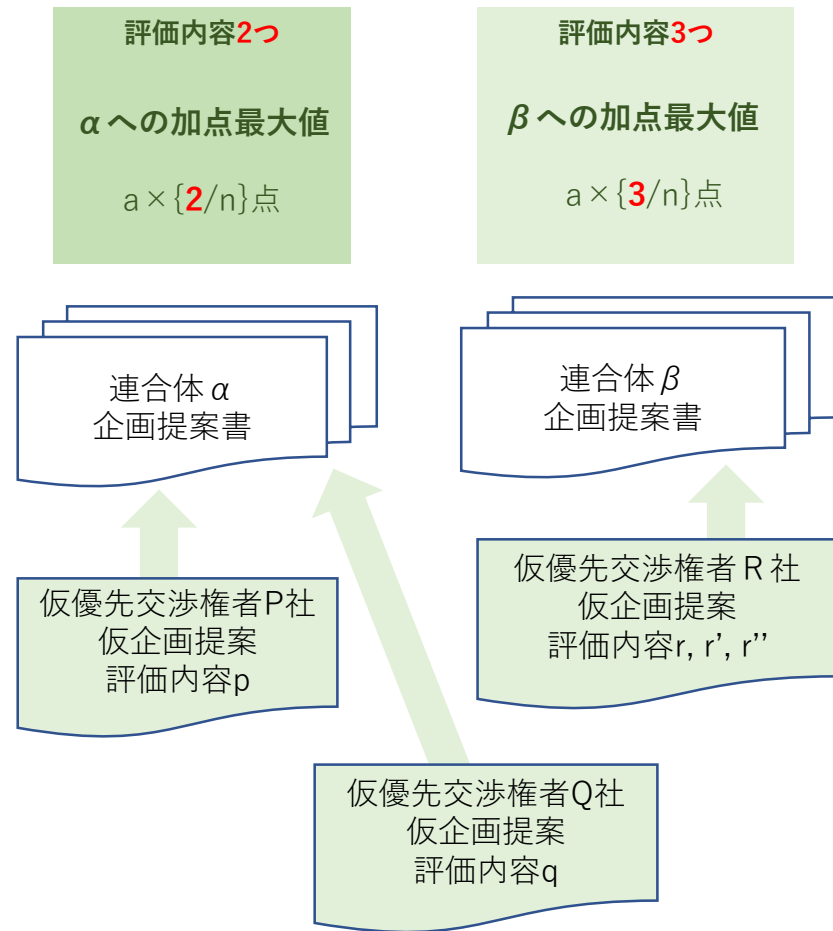 評価内容2つ
αへの加点最大値
a×{2/n}点
評価内容3つ
βへの加点最大値
a×{3/n}点
連合体α
企画提案書
連合体β
企画提案書
仮優先交渉権者P社
仮企画提案
評価内容p
仮優先交渉権者R社
仮企画提案
評価内容r, r’, r’’
仮優先交渉権者Q社
仮企画提案
評価内容q